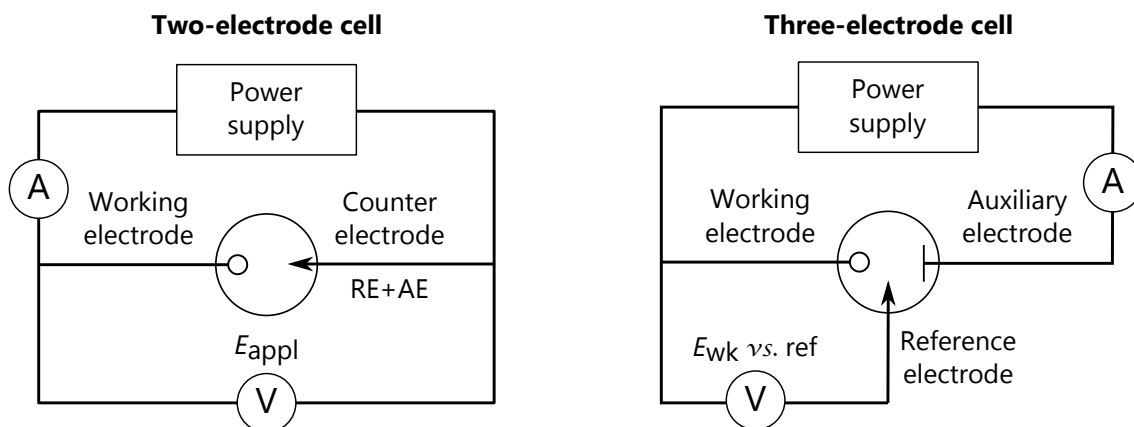 Two-electrode cell
Power
supply
A
Working
electrode
Counter
electrode
RE+AE
Eappl
V
Three-electrode cell
Power
supply
A
Working
electrode
Auxiliary
electrode
Ewk vs. ref
Reference
electrode
V